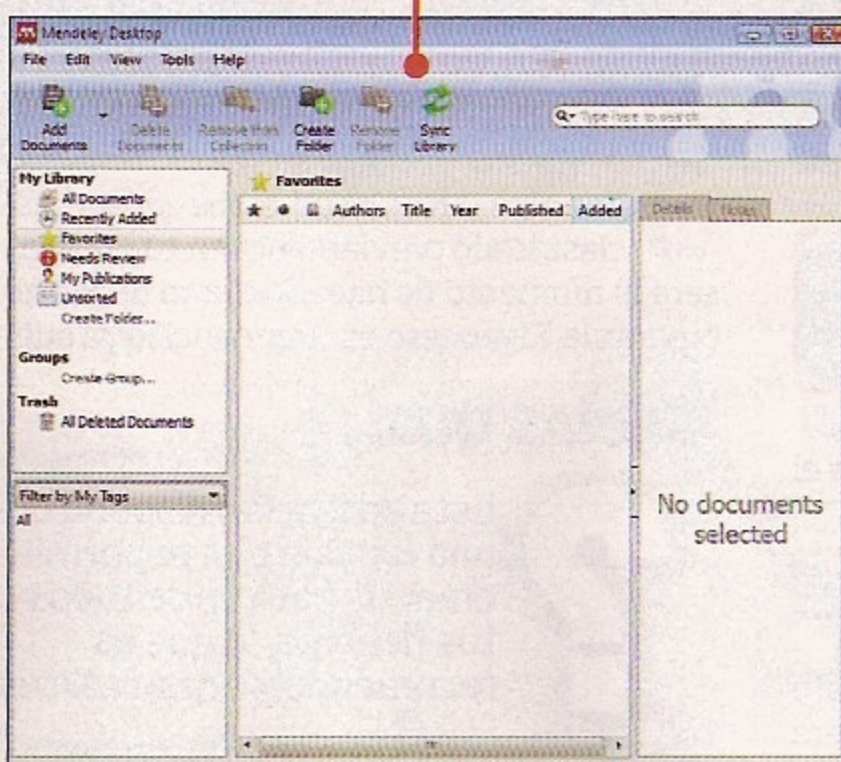 Mendeley Desktop
File Edit View Tools Help
Add Documents
Delete Documents
Remove from Collection
Create Folder
Remove Folder
Sync Library
Type here to search
My Library
All Documents
Recently Added
Favorites
Needs Review
My Publications
Unsorted
Create Folder...
Groups
Create Group...
Trash
All Deleted Documents
Filter by My Tags
All
Favorites
Authors Title Year Published Added
Details Notes
No documents
selected